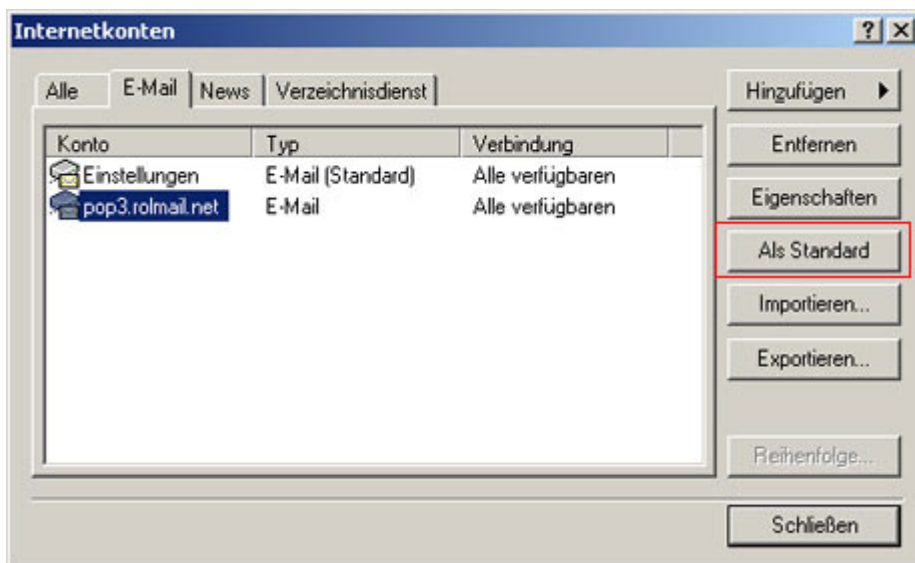 Internetkonten
Alle E-Mail News Verzeichnisdienst
Konto Typ Verbindung
Einstellungen E-Mail (Standard) Alle verfügbaren
pop3.rolmail.net E-Mail Alle verfügbaren
Hinzufügen
Entfernen
Eigenschaften
Als Standard
Importieren...
Exportieren...
Reihenfolge...
Schließen